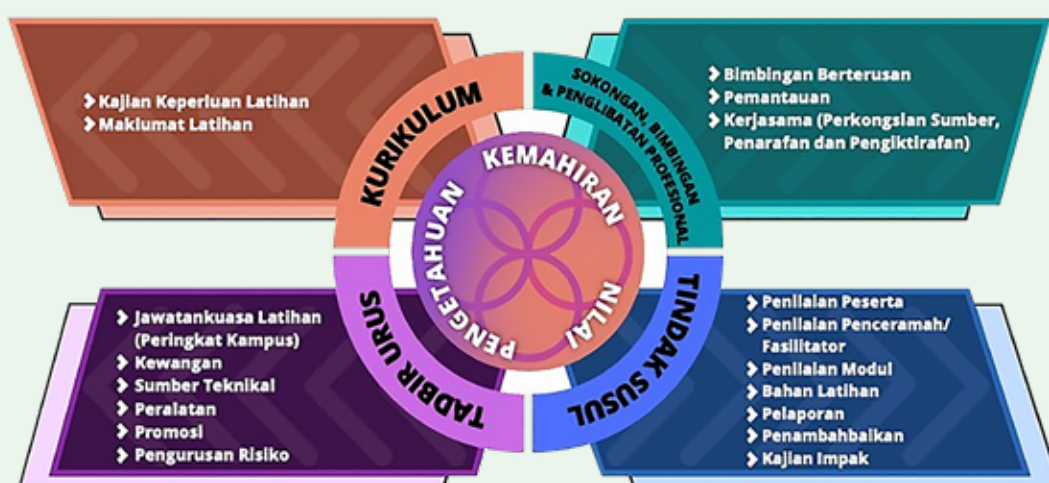 Kajian Keperluan Latihan
Maklumat Latihan
KURIKULUM
SOKONGAN, BIMBINGAN
& PENGLIBATAN PROFESIONAL
Bimbingan Berterusan
Pemantauan
Kerjasama (Perkongsian Sumber,
Penarafan dan Pengiktirafan)
PENGETAHUAN
KEMAHIRAN
NILAI
TADBIR URUS
Jawatankuasa Latihan
(Peringkat Kampus)
Kewangan
Sumber Teknikal
Peralatan
Promosi
Pengurusan Risiko
TINDAK SUSUL
Penilaian Peserta
Penilaian Penceramah/
Fasilitator
Penilaian Modul
Bahan Latihan
Pelaporan
Penambahbaikan
Kajian Impak